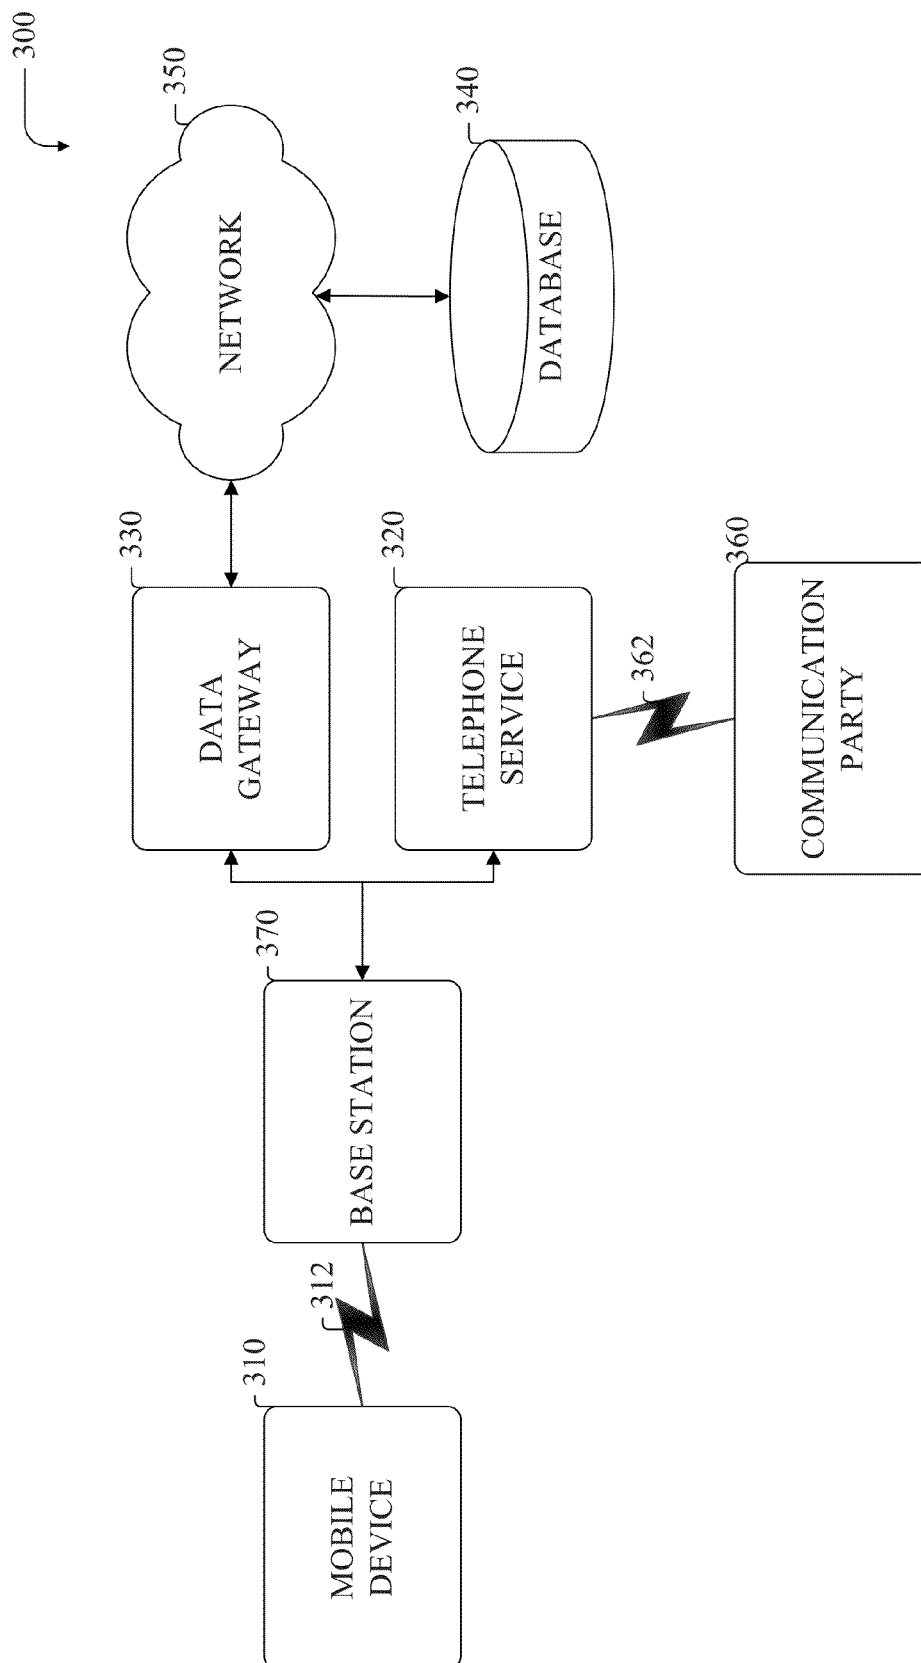 300
350
NETWORK
340
DATABASE
330
DATA
GATEWAY
320
TELEPHONE
SERVICE
362
360
COMMUNICATION
PARTY
370
BASE STATION
312
310
MOBILE
DEVICE